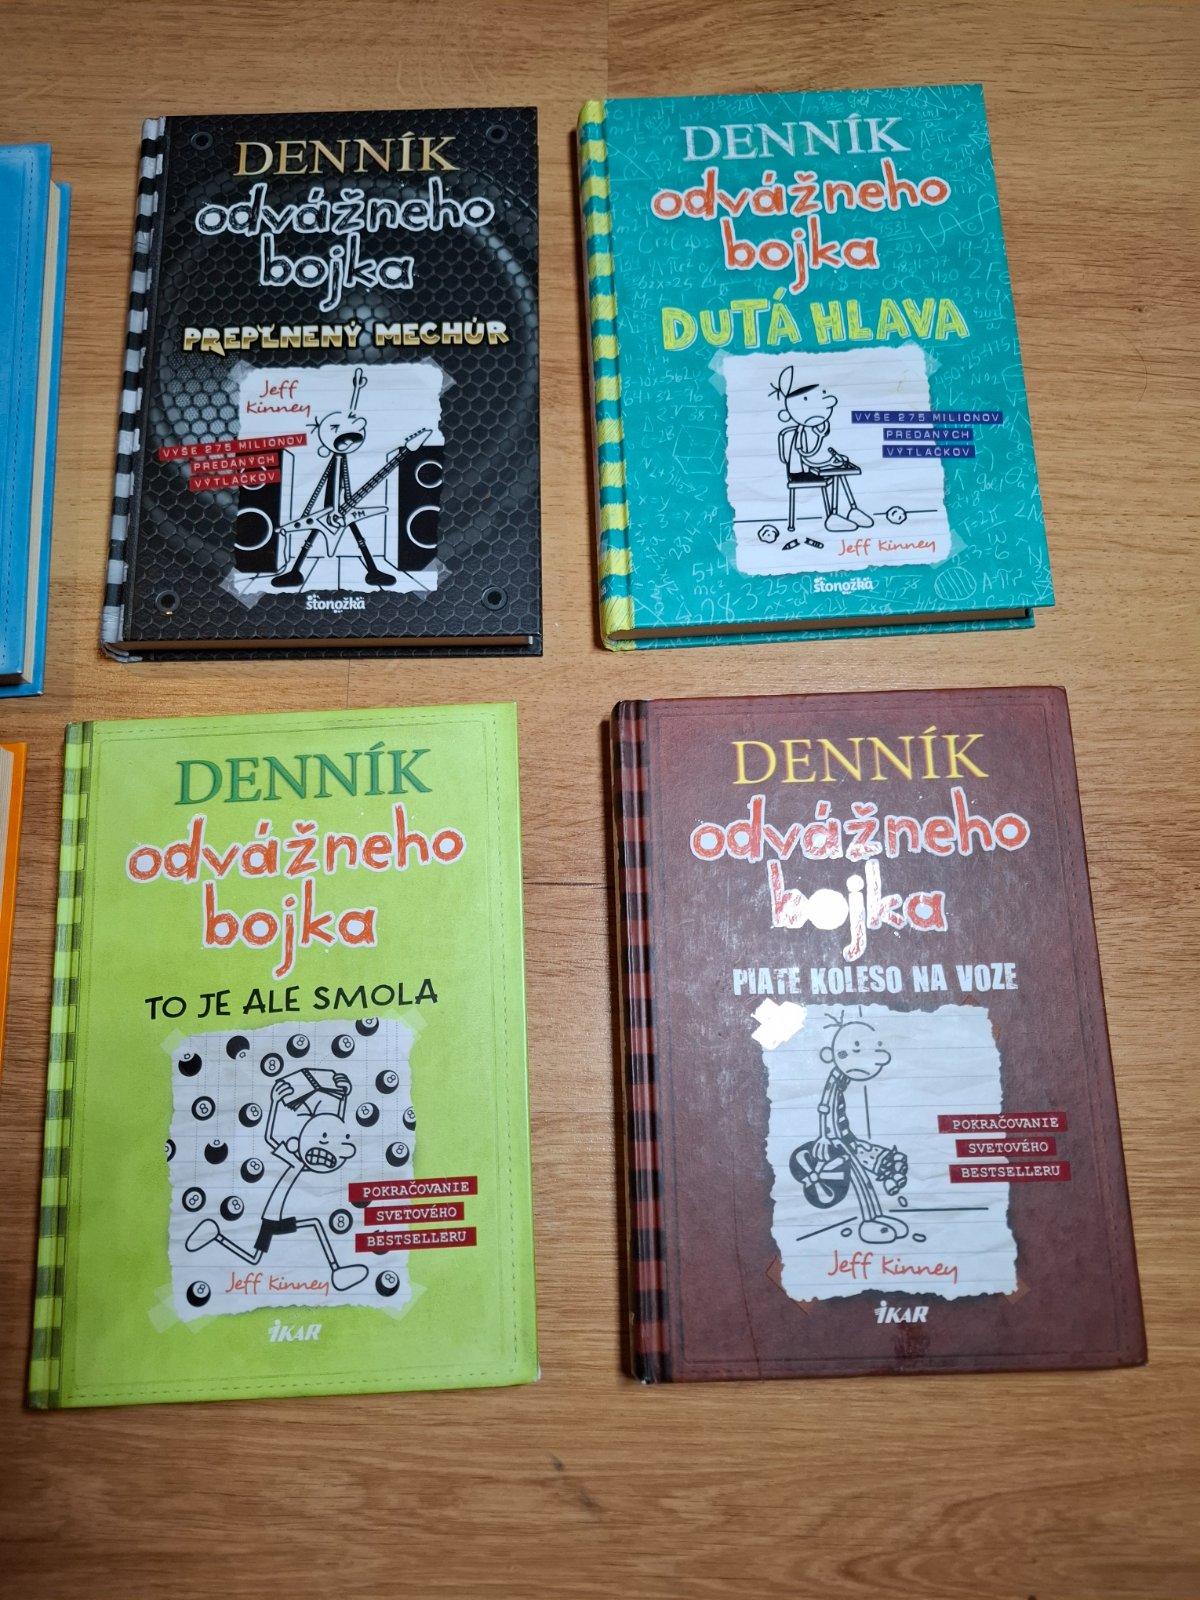 DENNÍK
odvážneho
bojka
PREPLNENÝ MECHÚR
Jeff
Kinney
VYŠE 275 MILIONOV
PREDANÝCH
VÝTLAČKOV
PM
stonožka
DENNÍK
odvážneho
bojka
DUTÁ HLAVA
VYŠE 275 MILIONOV
PREDANÝCH
VÝTLAČKOV
Jeff Kinney
stonožka
DENNÍK
odvážneho
bojka
TO JE ALE SMOLA
POKRAČOVANIE
SVETOVÉHO
BESTSELLERU
Jeff Kinney
IKAR
DENNÍK
odvážneho
bojka
PIATE KOLESO NA VOZE
POKRAČOVANIE
SVETOVÉHO
BESTSELLERU
Jeff Kinney
IKAR